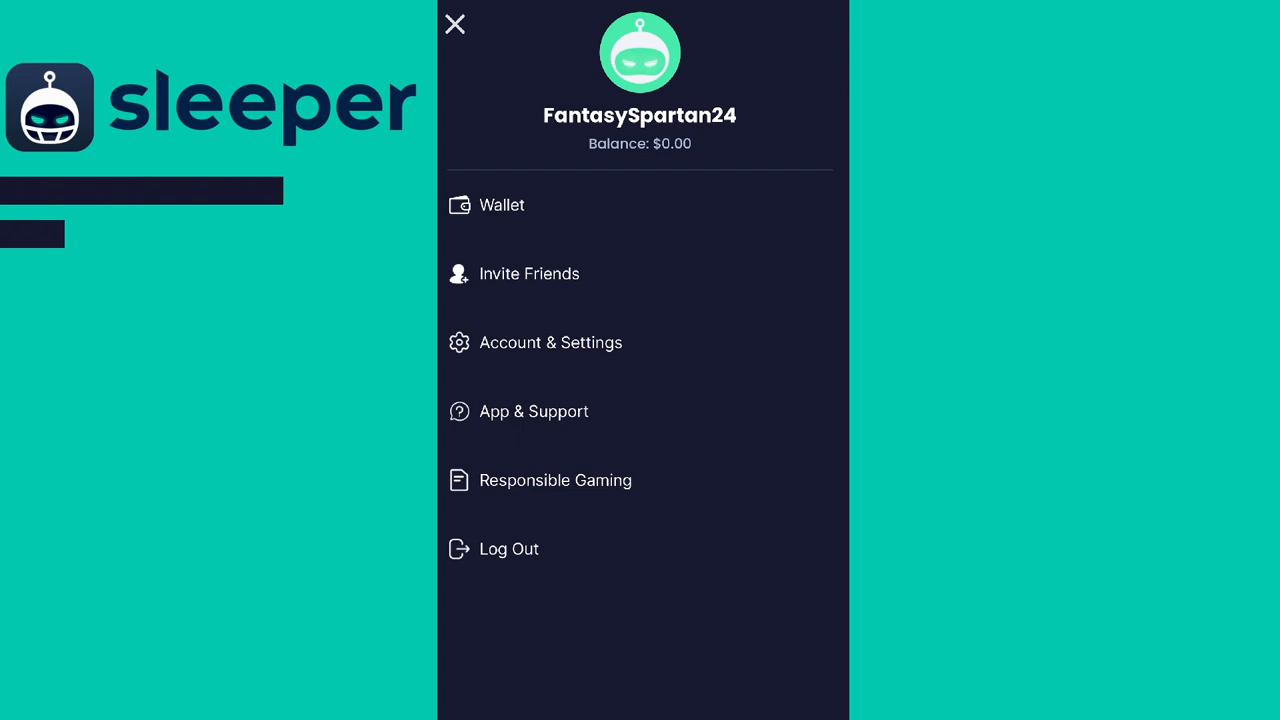 sleeper
FantasySpartan24
Balance: $0.00
Wallet
Invite Friends
Account & Settings
App & Support
Responsible Gaming
Log Out